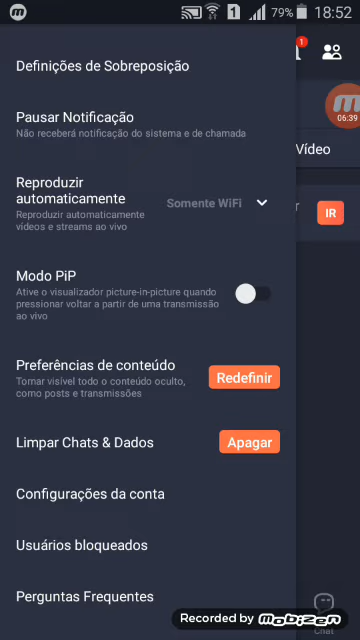 1 79% 18:52
Definições de Sobreposição
1
Pausar Notificação
Não receberá notificação do sistema e de chamada
06:39
Vídeo
Reproduzir
automaticamente
Somente WiFi
Reproduzir automaticamente
vídeos e streams ao vivo
r
IR
Modo PiP
Ative o visualizador picture-in-picture quando
pressionar voltar a partir de uma transmissão
ao vivo
Preferências de conteúdo
Redefinir
Tornar visível todo o conteúdo oculto,
como posts e transmissões
Limpar Chats & Dados
Apagar
Configurações da conta
Usuários bloqueados
Perguntas Frequentes
Recorded by mobizen
Chat